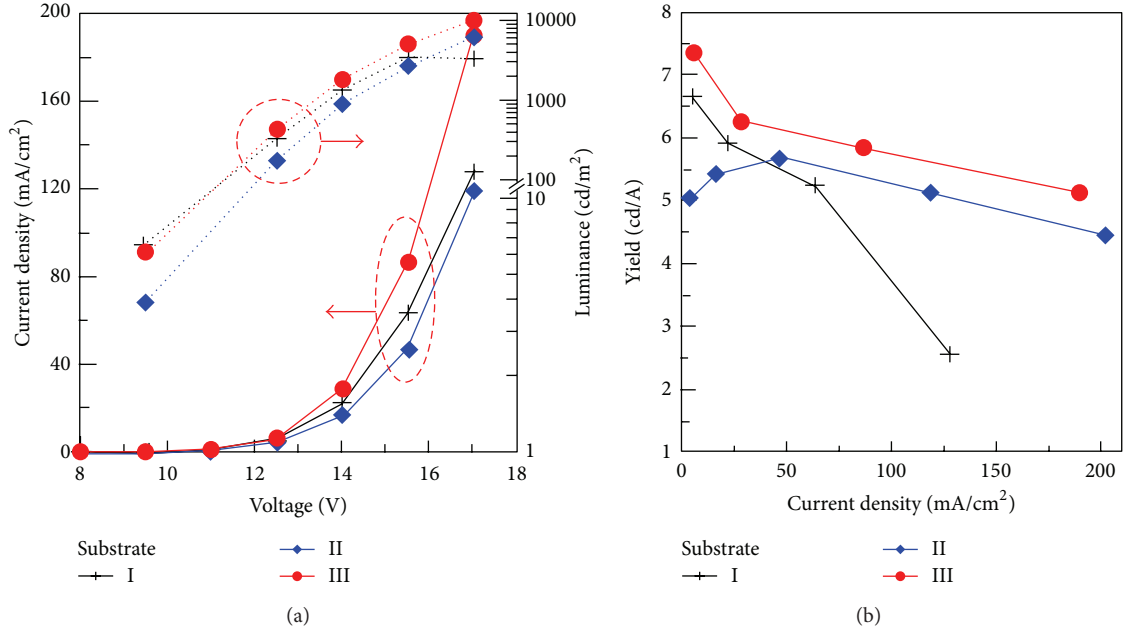 200
160
120
80
40
0
Current density (mA/cm2)
10000
1000
100
10
1
Luminance (cd/m2)
8 10 12 14 16 18
Voltage (V)
Substrate
I
II
III
(a)
8
7
6
5
4
3
2
1
Yield (cd/A)
0 50 100 150 200
Current density (mA/cm2)
Substrate
I
II
III
(b)